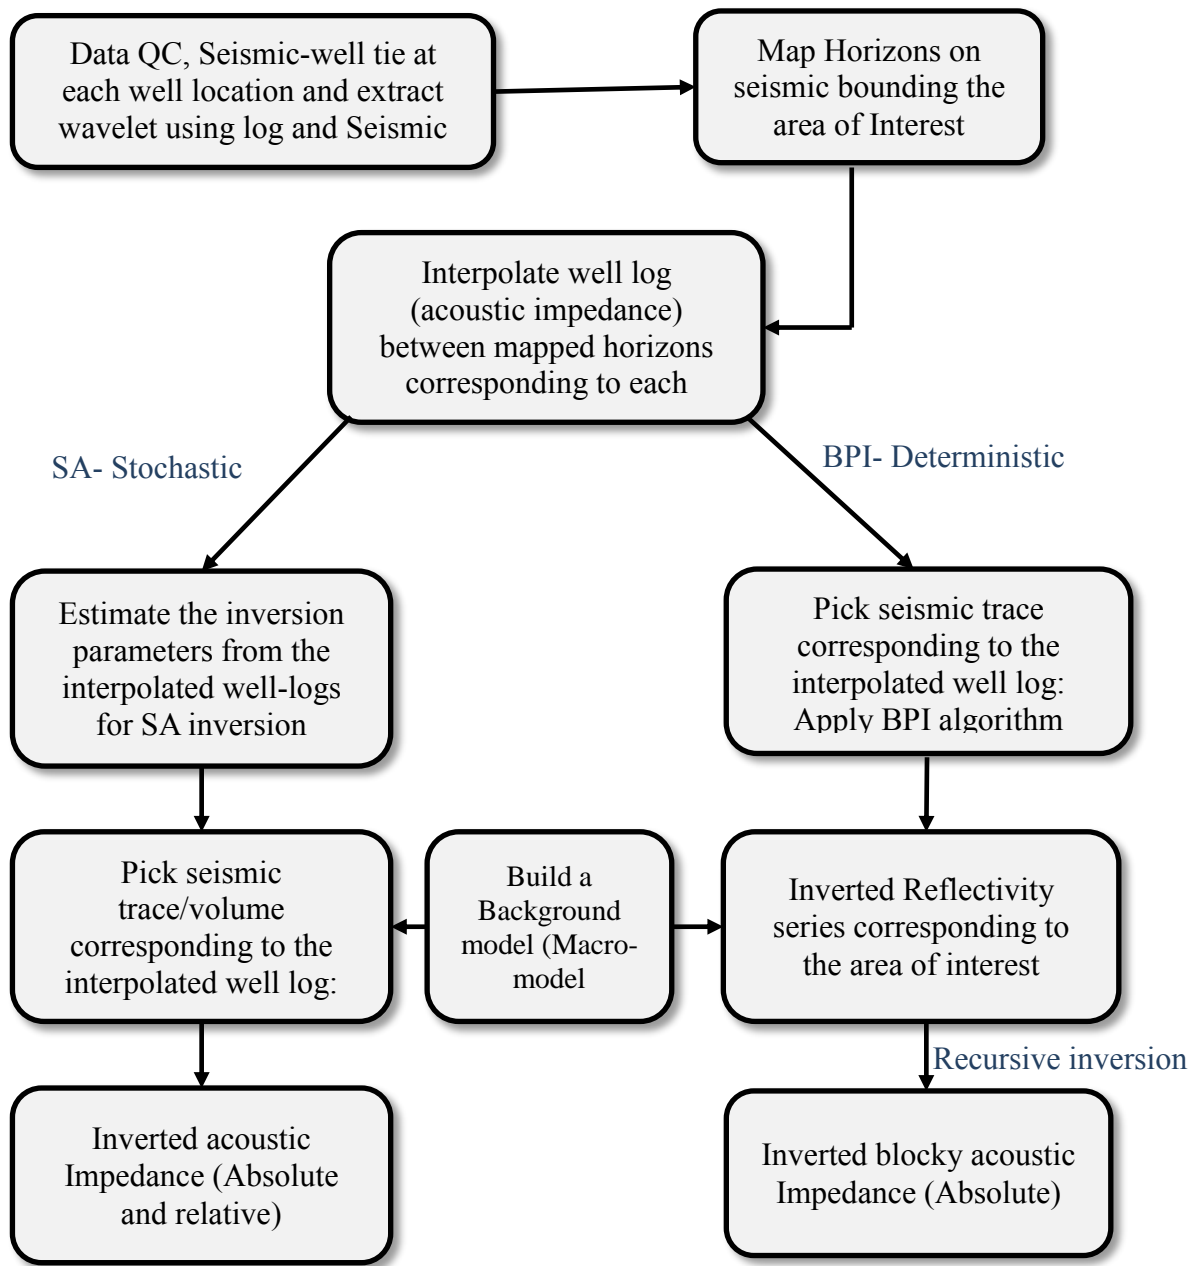 Data QC, Seismic-well tie at
each well location and extract
wavelet using log and Seismic
Map Horizons on
seismic bounding the
area of Interest
Interpolate well log
(acoustic impedance)
between mapped horizons
corresponding to each
SA- Stochastic
BPI- Deterministic
Estimate the inversion
parameters from the
interpolated well-logs
for SA inversion
Pick seismic trace
corresponding to the
interpolated well log:
Apply BPI algorithm
Pick seismic
trace/volume
corresponding to the
interpolated well log:
Build a
Background
model (Macro-
model
Inverted Reflectivity
series corresponding to
the area of interest
Recursive inversion
Inverted acoustic
Impedance (Absolute
and relative)
Inverted blocky acoustic
Impedance (Absolute)